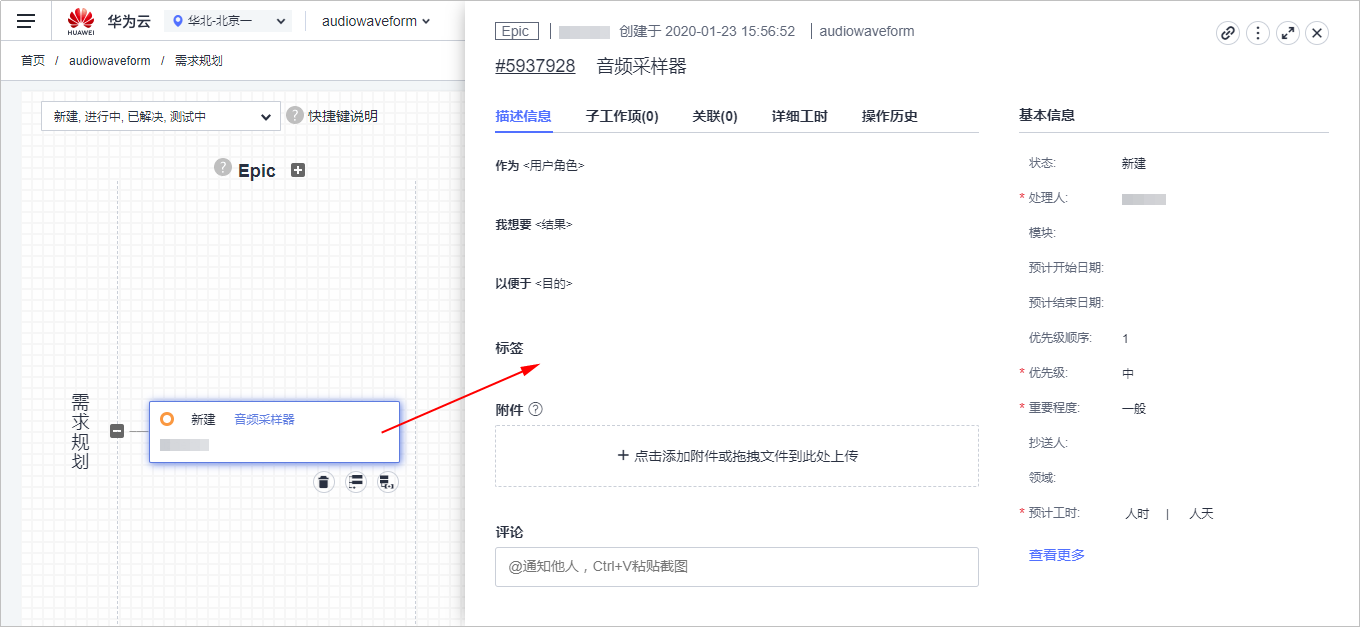 HUAWEI
华为云
华北-北京一
audiowaveform
首页 / audiowaveform / 需求规划
新建, 进行中, 已解决, 测试中
? 快捷键说明
? Epic
需求规划
新建 音频采样器
Epic
创建于 2020-01-23 15:56:52
audiowaveform
#5937928 音频采样器
描述信息 子工作项(0) 关联(0) 详细工时 操作历史
作为 <用户角色>
我想要 <结果>
以便于 <目的>
标签
附件 ?
+ 点击添加附件或拖拽文件到此处上传
评论
@通知他人，Ctrl+V粘贴截图
基本信息
状态: 新建
* 处理人:
模块:
预计开始日期:
预计结束日期:
优先级顺序: 1
* 优先级: 中
* 重要程度: 一般
抄送人:
领域:
* 预计工时: 人时 | 人天
查看更多